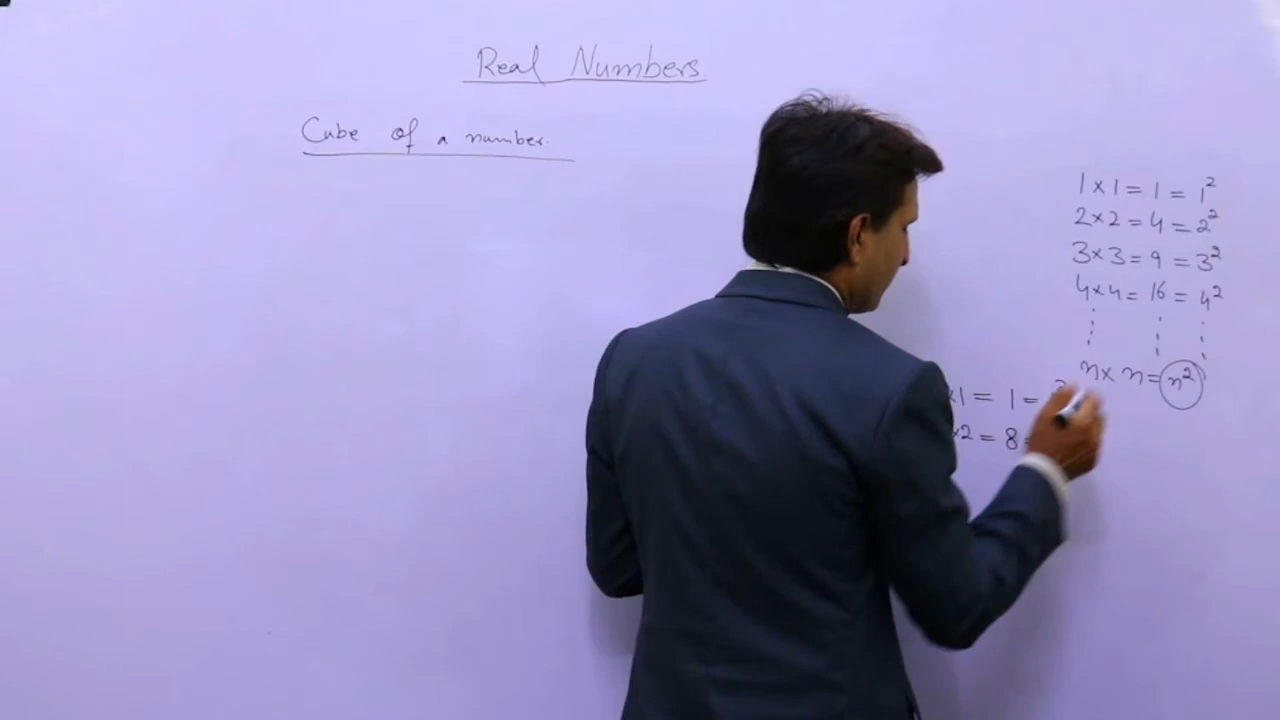 Real Numbers
Cube of a number.
1×1=1=1²
2×2=4=2²
3×3=9=3²
4×4=16=4²
n×n=n²
×1=1=
×2=8=